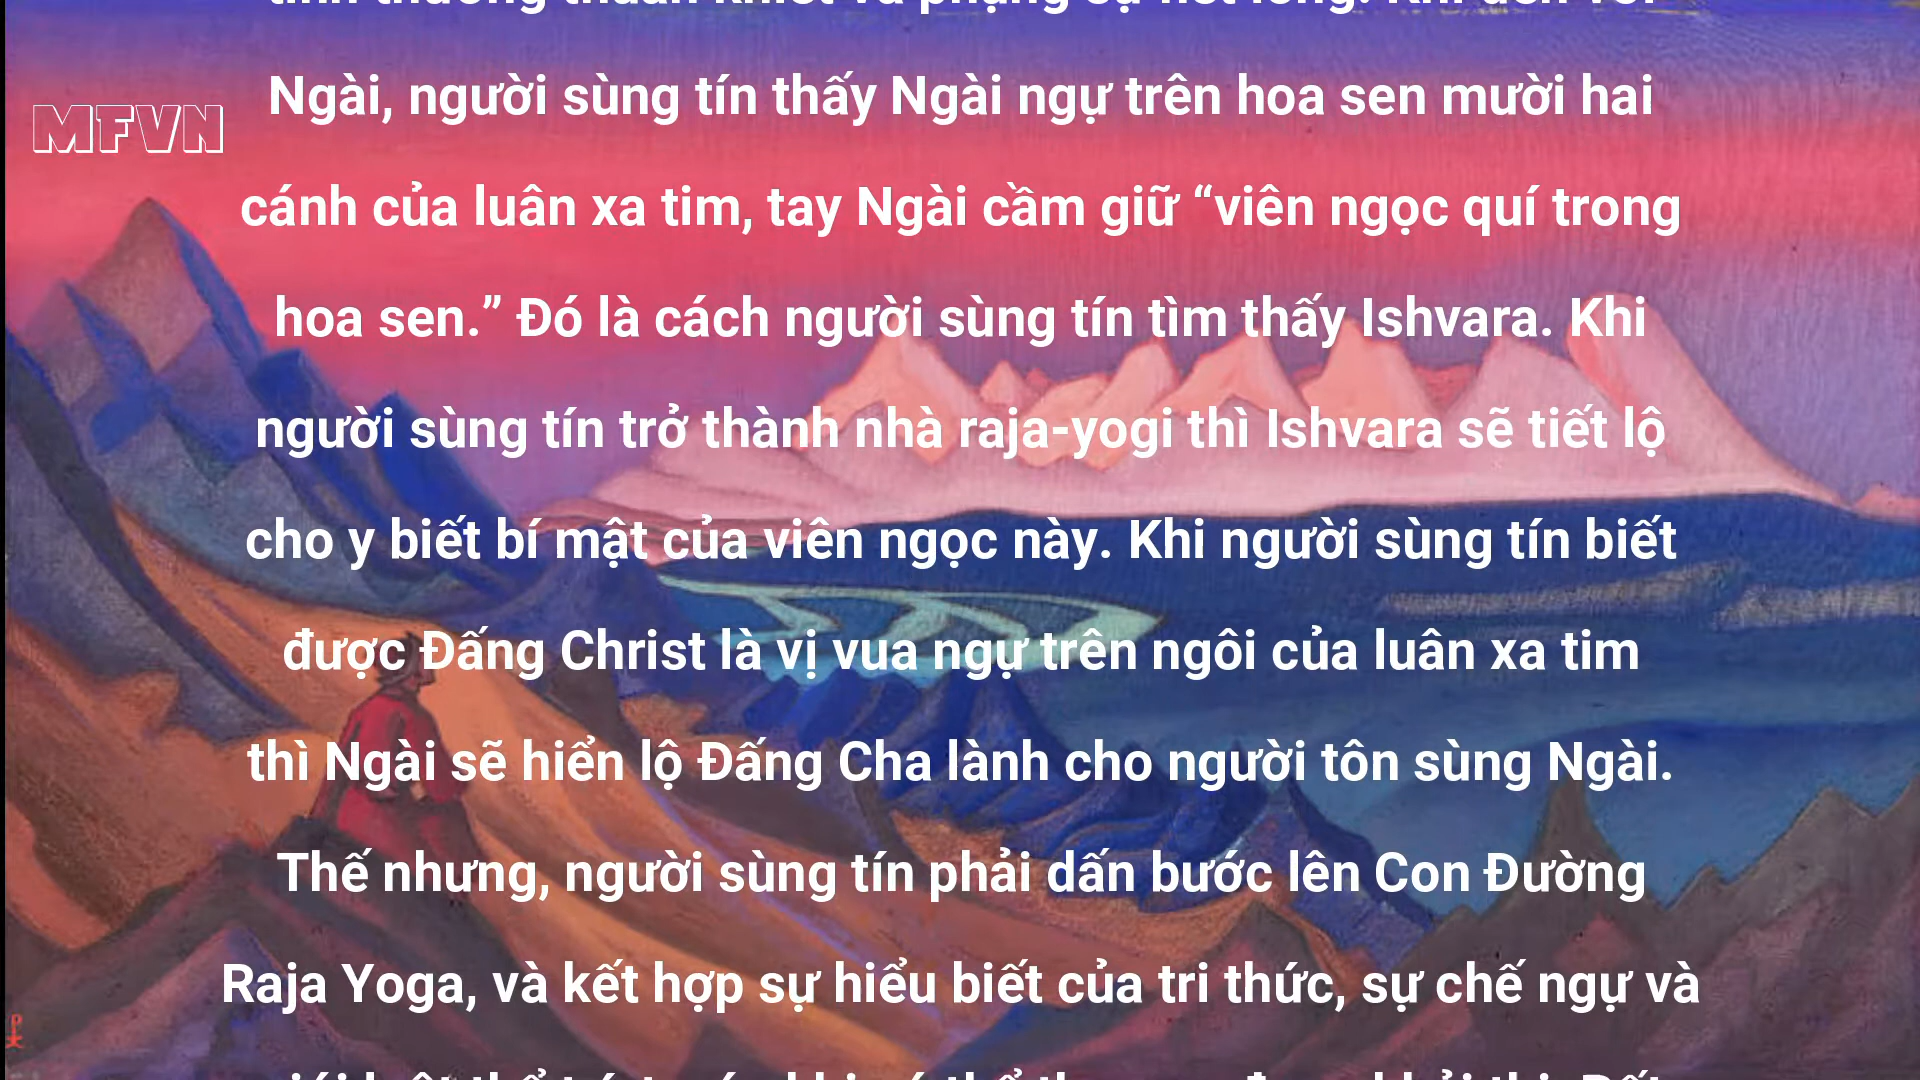 tình thương thuần khiết và phụng sự hết lòng. Khi đến với
MFVN
Ngài, người sùng tín thấy Ngài ngự trên hoa sen mười hai
cánh của luân xa tim, tay Ngài cầm giữ “viên ngọc quí trong
hoa sen.” Đó là cách người sùng tín tìm thấy Ishvara. Khi
người sùng tín trở thành nhà raja-yogi thì Ishvara sẽ tiết lộ
cho y biết bí mật của viên ngọc này. Khi người sùng tín biết
được Đấng Christ là vị vua ngự trên ngôi của luân xa tim
thì Ngài sẽ hiển lộ Đấng Cha lành cho người tôn sùng Ngài.
Thế nhưng, người sùng tín phải dấn bước lên Con Đường
Raja Yoga, và kết hợp sự hiểu biết của tri thức, sự chế ngự và